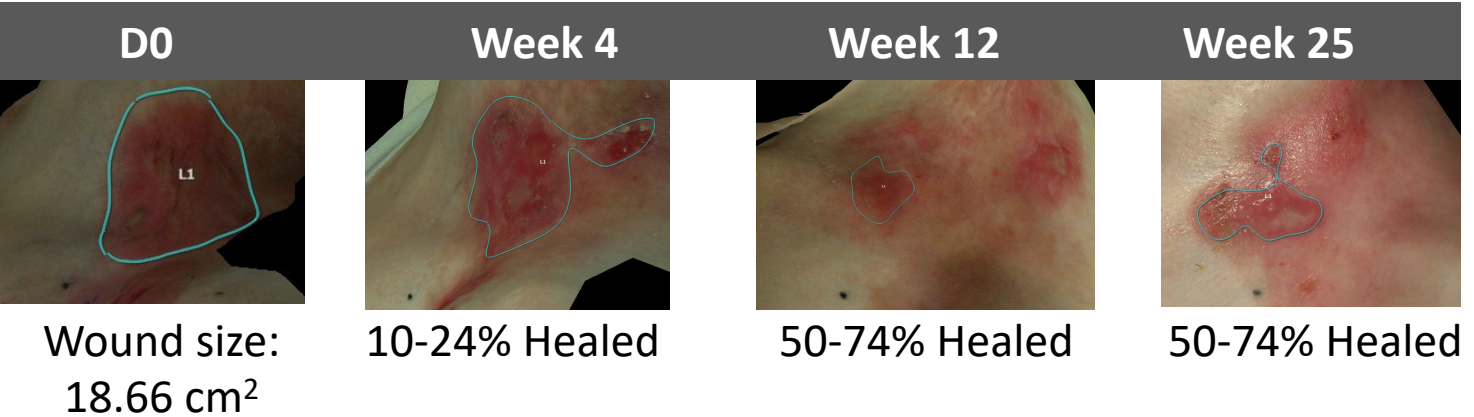 D0 Week 4 Week 12 Week 25
L1
L1
L1
Wound size: 10-24% Healed 50-74% Healed 50-74% Healed
18.66 cm²